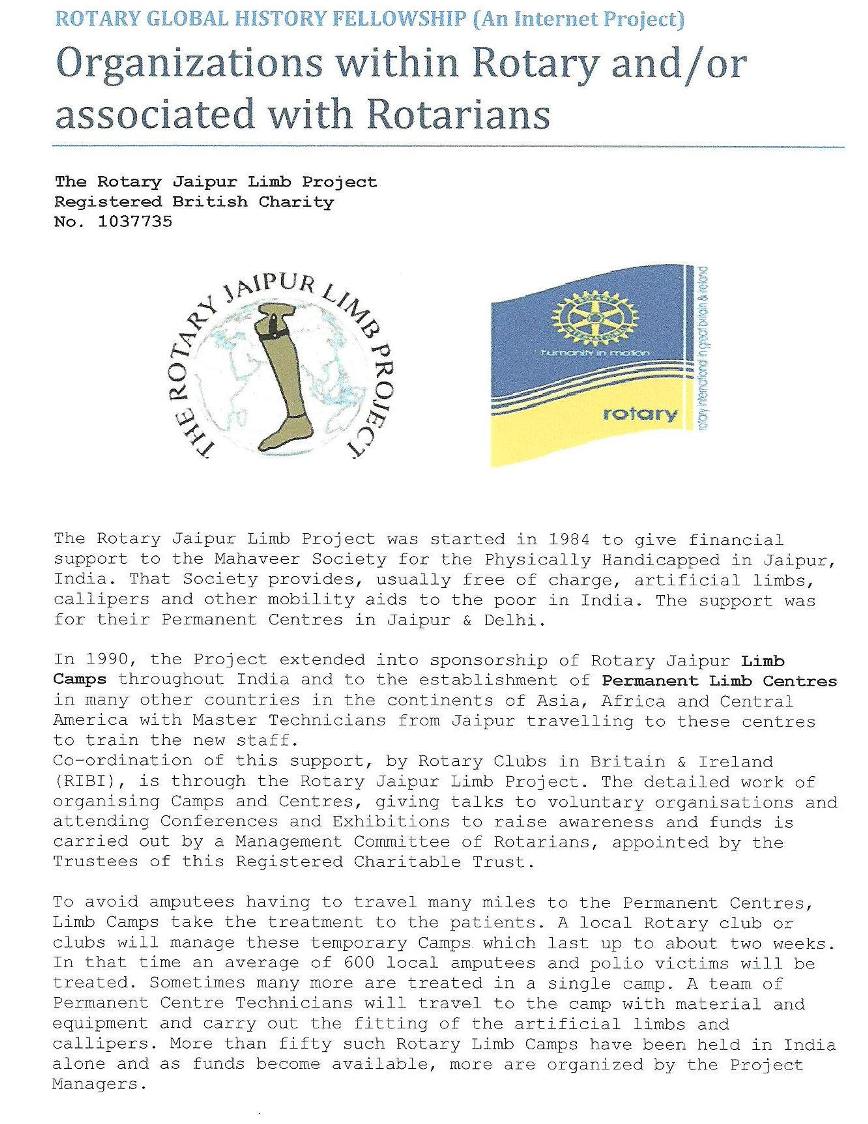 ROTARY GLOBAL HISTORY FELLOWSHIP (An Internet Project)
Organizations within Rotary and/or
associated with Rotarians
The Rotary Jaipur Limb Project
Registered British Charity
No. 1037735
THE ROTARY JAIPUR LIMB PROJECT
ROTARY
INTERNATIONAL
humanity in motion
rotary
rotary international in great britain & ireland
The Rotary Jaipur Limb Project was started in 1984 to give financial
support to the Mahaveer Society for the Physically Handicapped in Jaipur,
India. That Society provides, usually free of charge, artificial limbs,
callipers and other mobility aids to the poor in India. The support was
for their Permanent Centres in Jaipur & Delhi.
In 1990, the Project extended into sponsorship of Rotary Jaipur Limb
Camps throughout India and to the establishment of Permanent Limb Centres
in many other countries in the continents of Asia, Africa and Central
America with Master Technicians from Jaipur travelling to these centres
to train the new staff.
Co-ordination of this support, by Rotary Clubs in Britain & Ireland
(RIBI), is through the Rotary Jaipur Limb Project. The detailed work of
organising Camps and Centres, giving talks to voluntary organisations and
attending Conferences and Exhibitions to raise awareness and funds is
carried out by a Management Committee of Rotarians, appointed by the
Trustees of this Registered Charitable Trust.
To avoid amputees having to travel many miles to the Permanent Centres,
Limb Camps take the treatment to the patients. A local Rotary club or
clubs will manage these temporary Camps which last up to about two weeks.
In that time an average of 600 local amputees and polio victims will be
treated. Sometimes many more are treated in a single camp. A team of
Permanent Centre Technicians will travel to the camp with material and
equipment and carry out the fitting of the artificial limbs and
callipers. More than fifty such Rotary Limb Camps have been held in India
alone and as funds become available, more are organized by the Project
Managers.